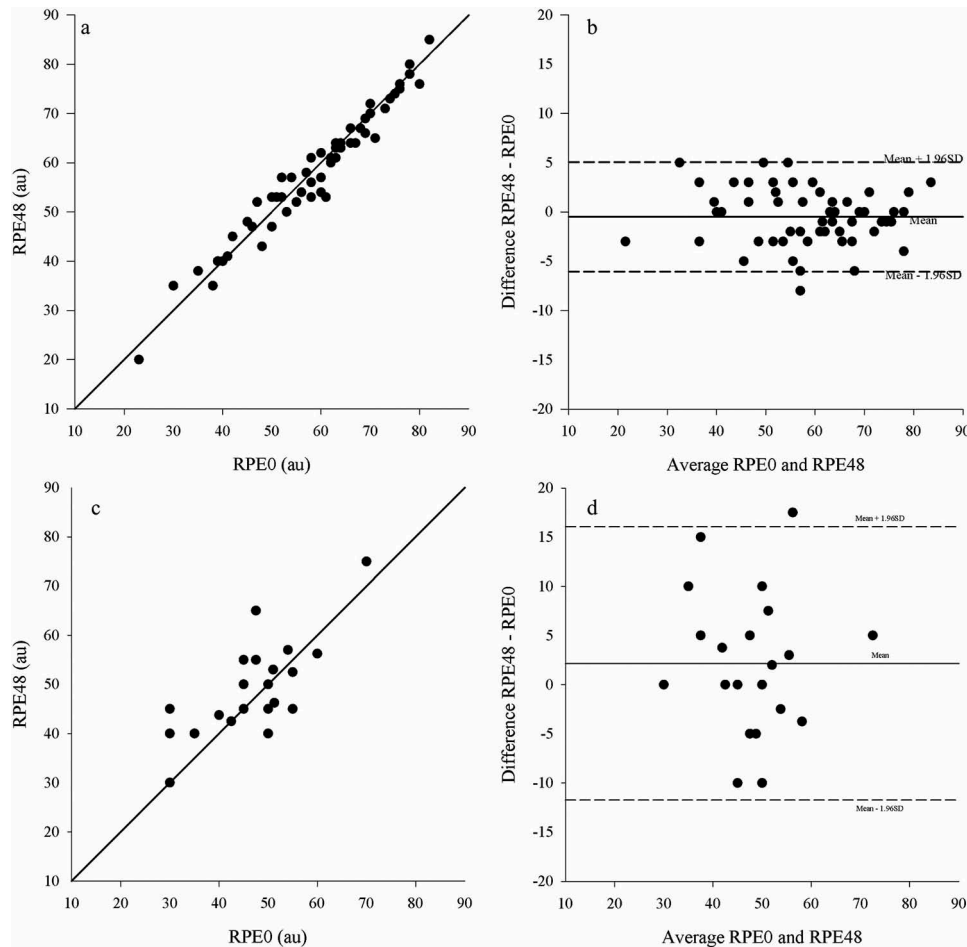 a
90
80
70
60
50
40
30
20
10
RPE48 (au)
10 20 30 40 50 60 70 80 90
RPE0 (au)
b
20
15
10
5
0
-5
-10
-15
-20
Difference RPE48 - RPE0
Mean + 1.96SD
Mean
Mean - 1.96SD
10 20 30 40 50 60 70 80 90
Average RPE0 and RPE48
c
90
80
70
60
50
40
30
20
10
RPE48 (au)
10 20 30 40 50 60 70 80 90
RPE0 (au)
d
20
15
10
5
0
-5
-10
-15
-20
Difference RPE48 - RPE0
Mean + 1.96SD
Mean
Mean - 1.96SD
10 20 30 40 50 60 70 80 90
Average RPE0 and RPE48